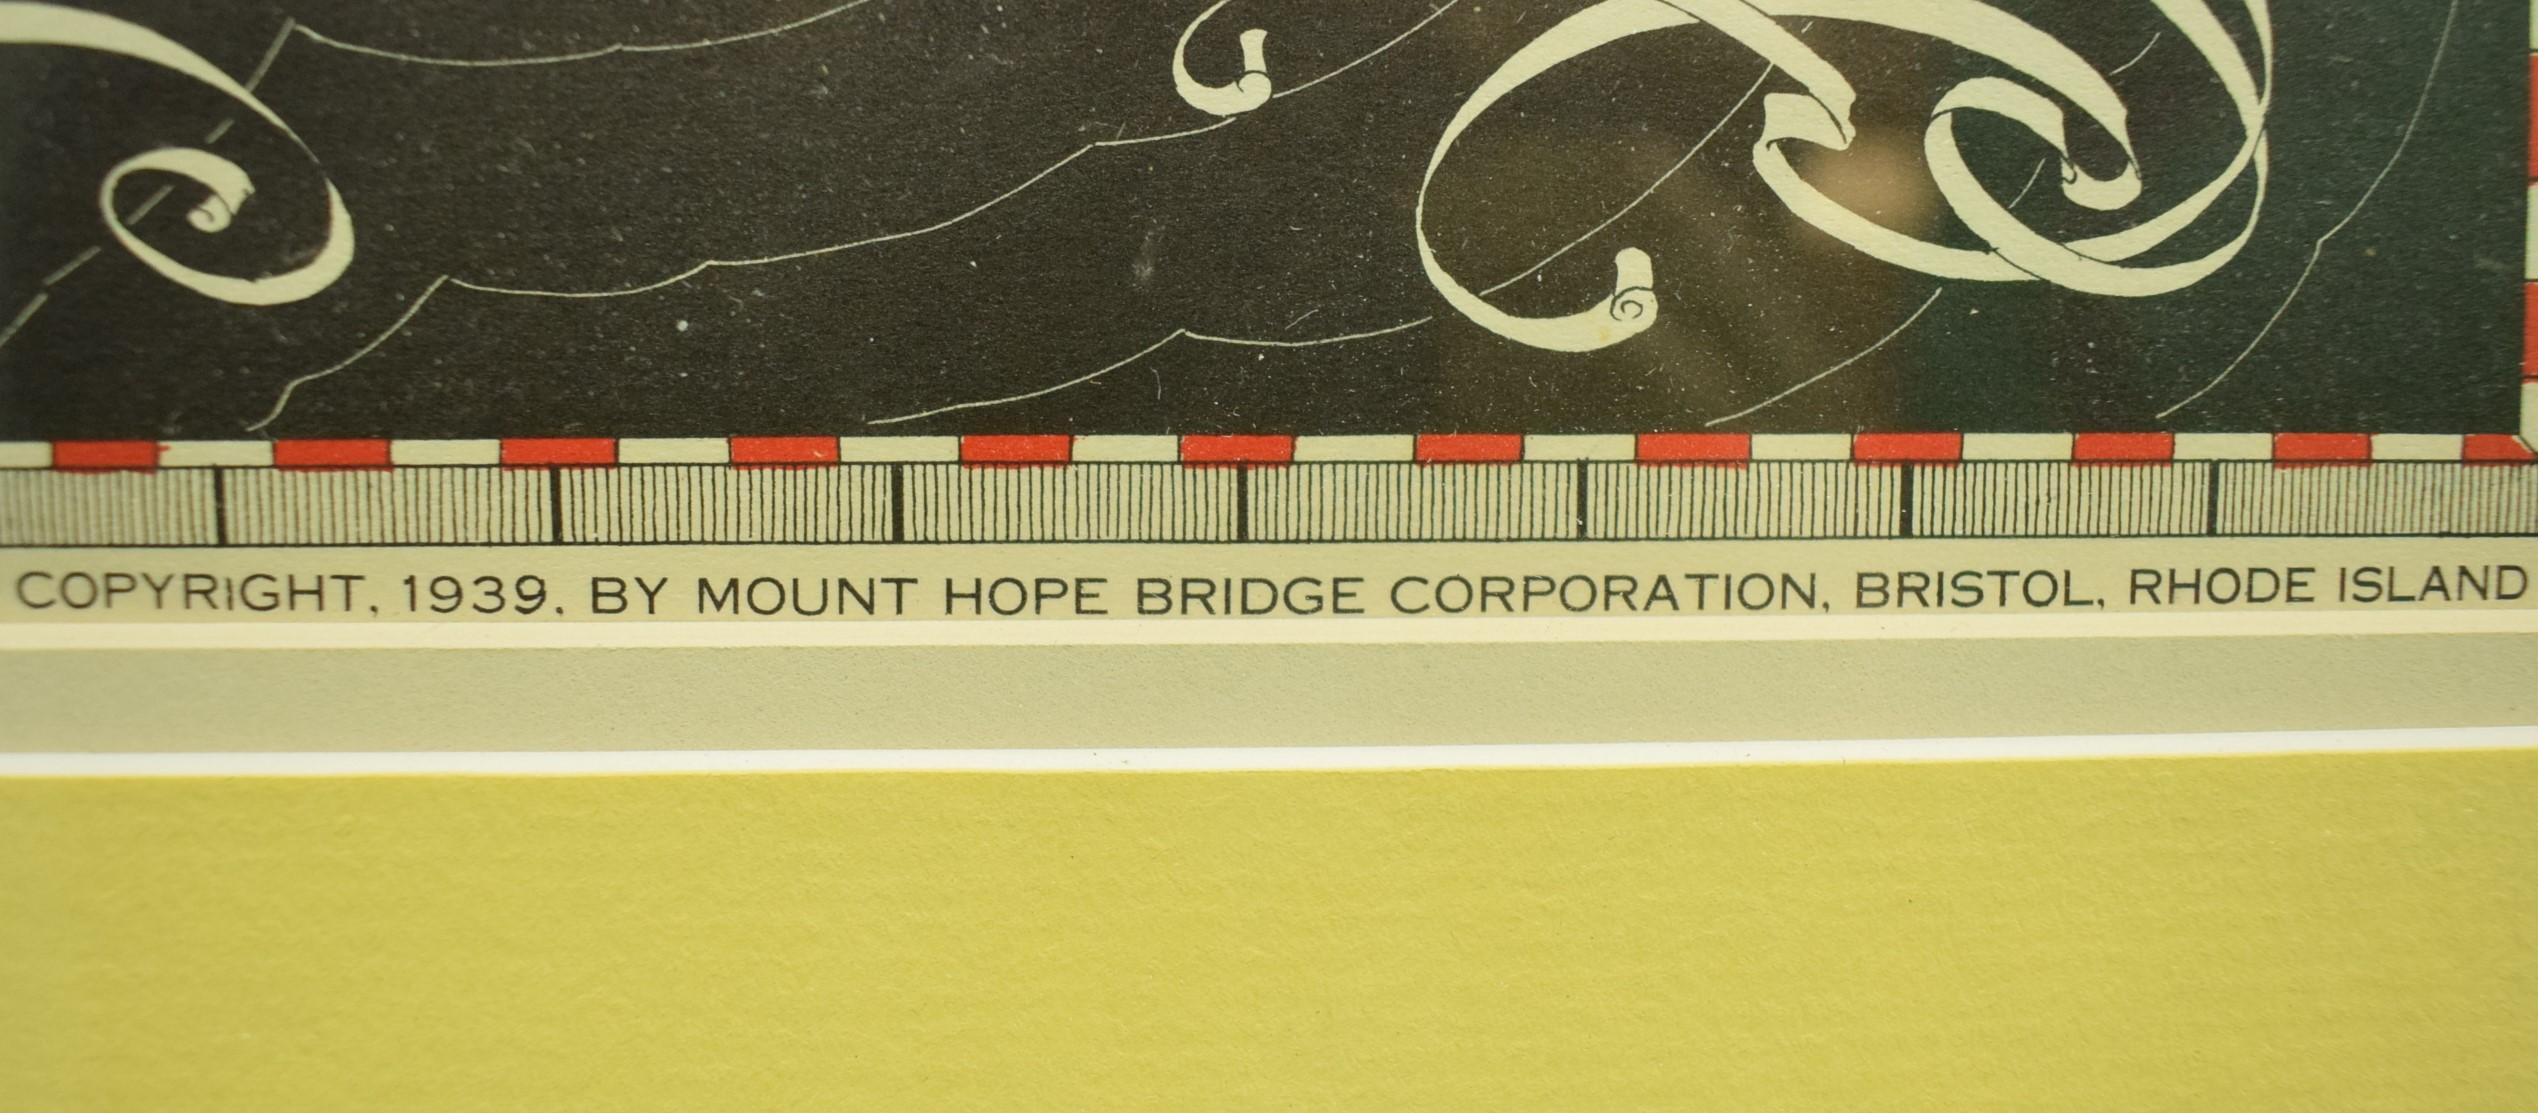 COPYRIGHT, 1939, BY MOUNT HOPE BRIDGE CORPORATION, BRISTOL, RHODE ISLAND